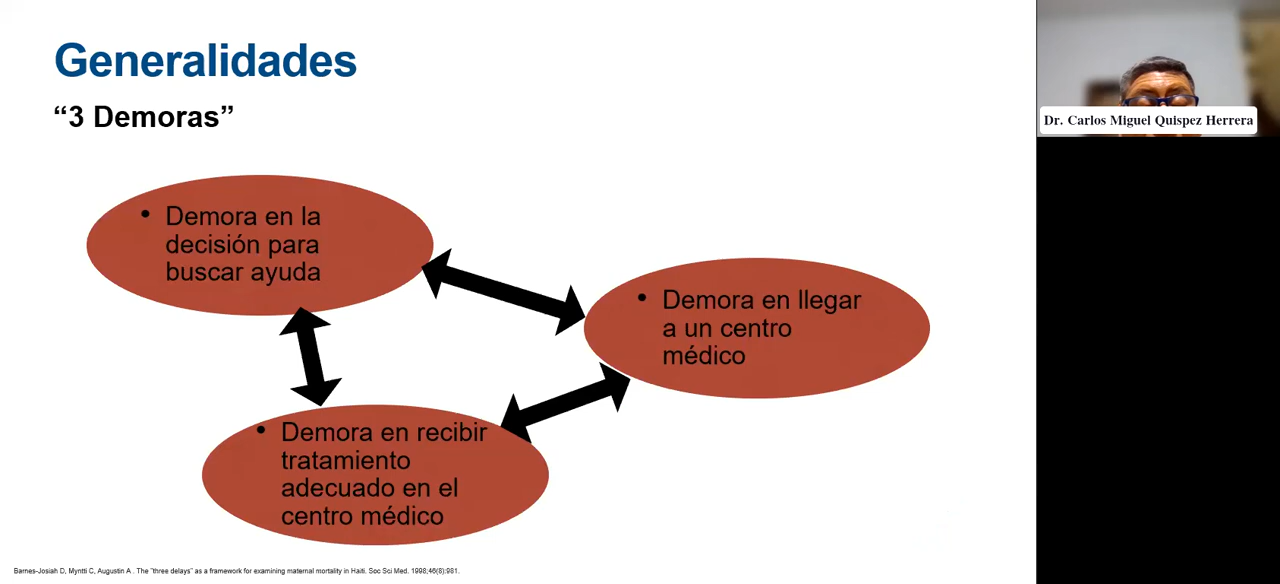 Generalidades
“3 Demoras”
Dr. Carlos Miguel Quispez Herrera
• Demora en la
decisión para
buscar ayuda
• Demora en llegar
a un centro
médico
• Demora en recibir
tratamiento
adecuado en el
centro médico
Barnes-Josiah D, Myntti C, Augustin A . The "three delays" as a framework for examining maternal mortality in Haiti. Soc Sci Med. 1998;46(8):981.